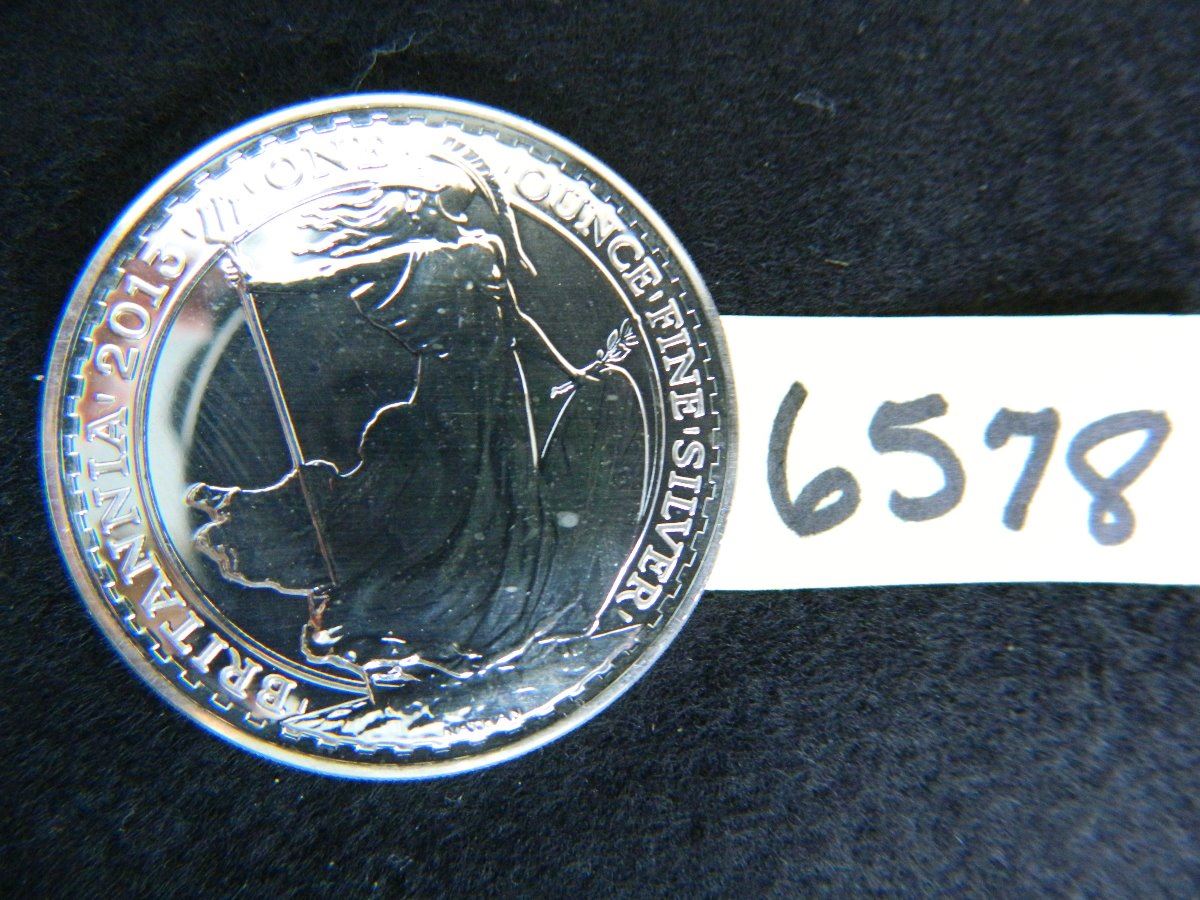 BRITANNIA 2013 ONE OUNCE FINE SILVER
6578